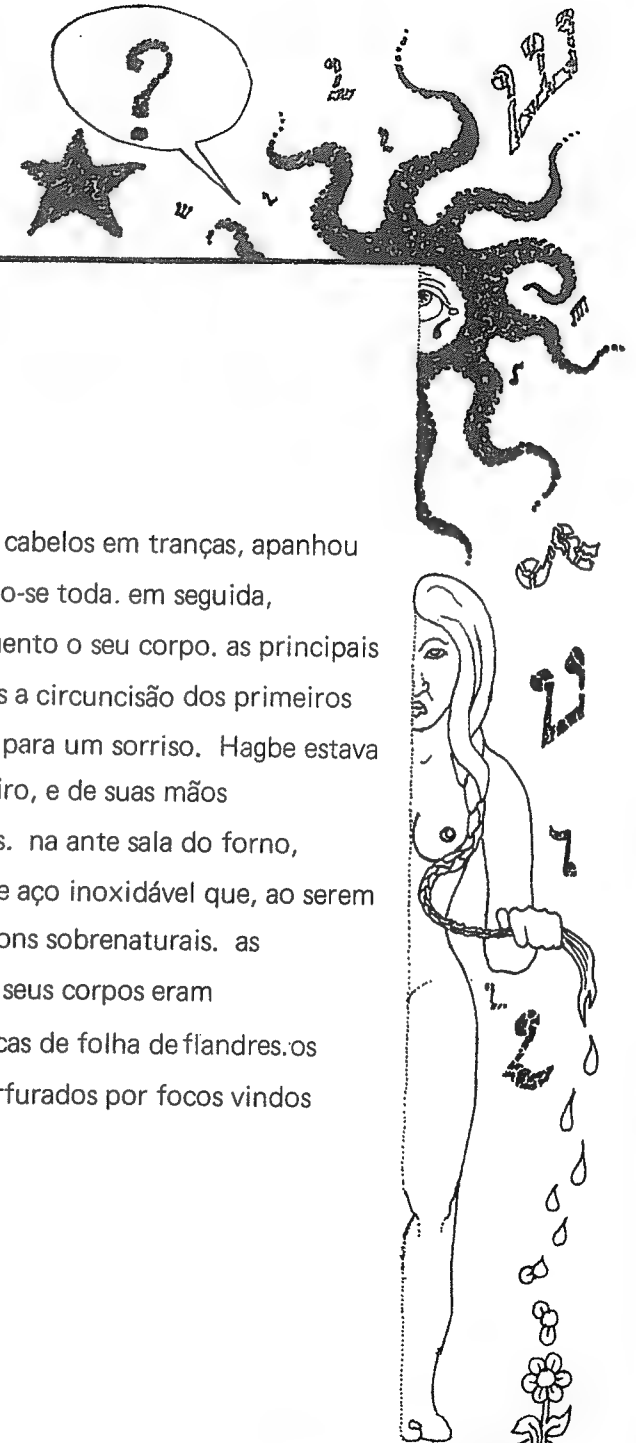 ?
cabelos em tranças, apanhou
o-se toda. em seguida,
ento o seu corpo. as principais
s a circuncisão dos primeiros
para um sorriso. Hagbe estava
iro, e de suas mãos
s. na ante sala do forno,
e aço inoxidável que, ao serem
ons sobrenaturais. as
seus corpos eram
cas de folha de flandres. os
rfurados por focos vindos